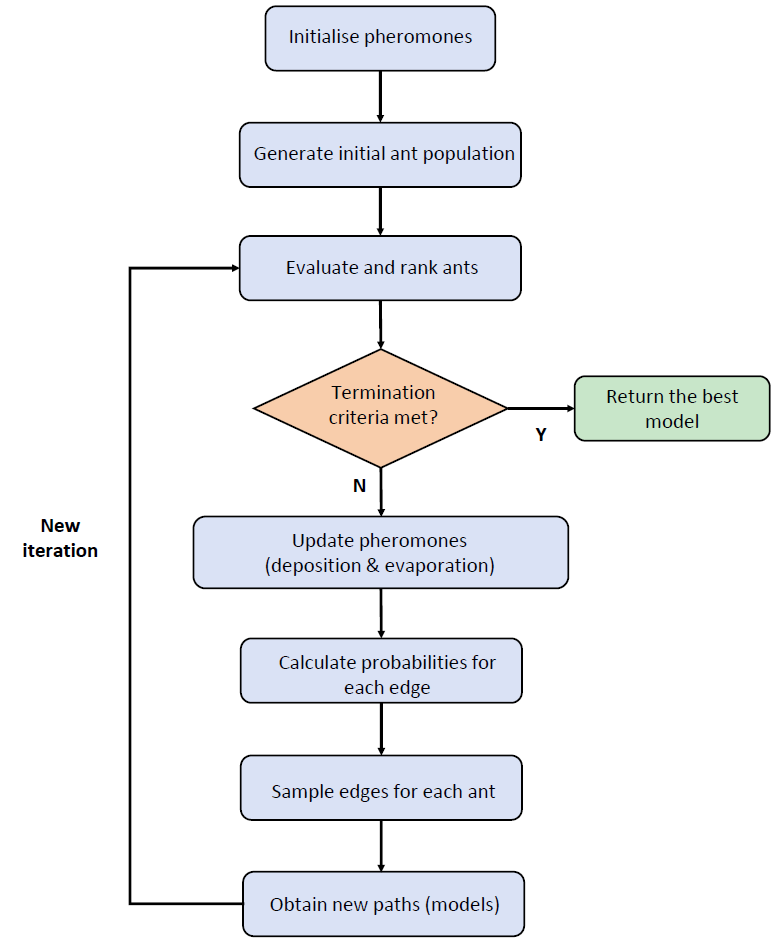 Initialise pheromones
Generate initial ant population
Evaluate and rank ants
Termination
criteria met?
Y
Return the best
model
N
New
iteration
Update pheromones
(deposition & evaporation)
Calculate probabilities for
each edge
Sample edges for each ant
Obtain new paths (models)